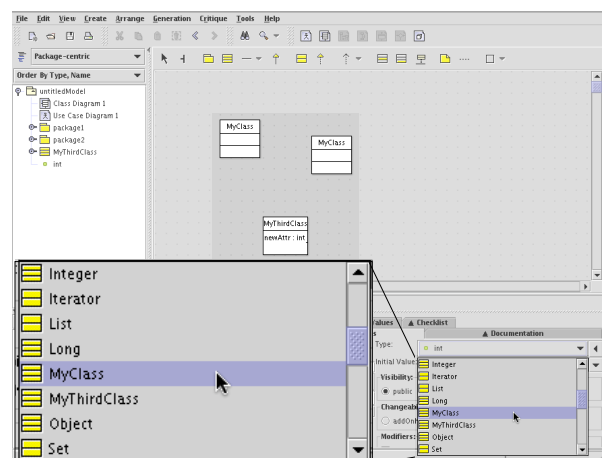 File Edit View Create Arrange Generation Critique Tools Help
Package-centric
Order By Type, Name
untitledModel
Class Diagram 1
Use Case Diagram 1
package1
package2
MyThirdClass
int
MyClass
MyClass
MyThirdClass
newAttr : int
Integer
Iterator
List
Long
MyClass
MyThirdClass
Object
Set
Values ▲ Checklist
▲ Documentation
Type:
int
Initial Value:
Visibility:
public
Changeab
addOnl
Modifiers:
Integer
Iterator
List
Long
MyClass
MyThirdClass
Object
Set